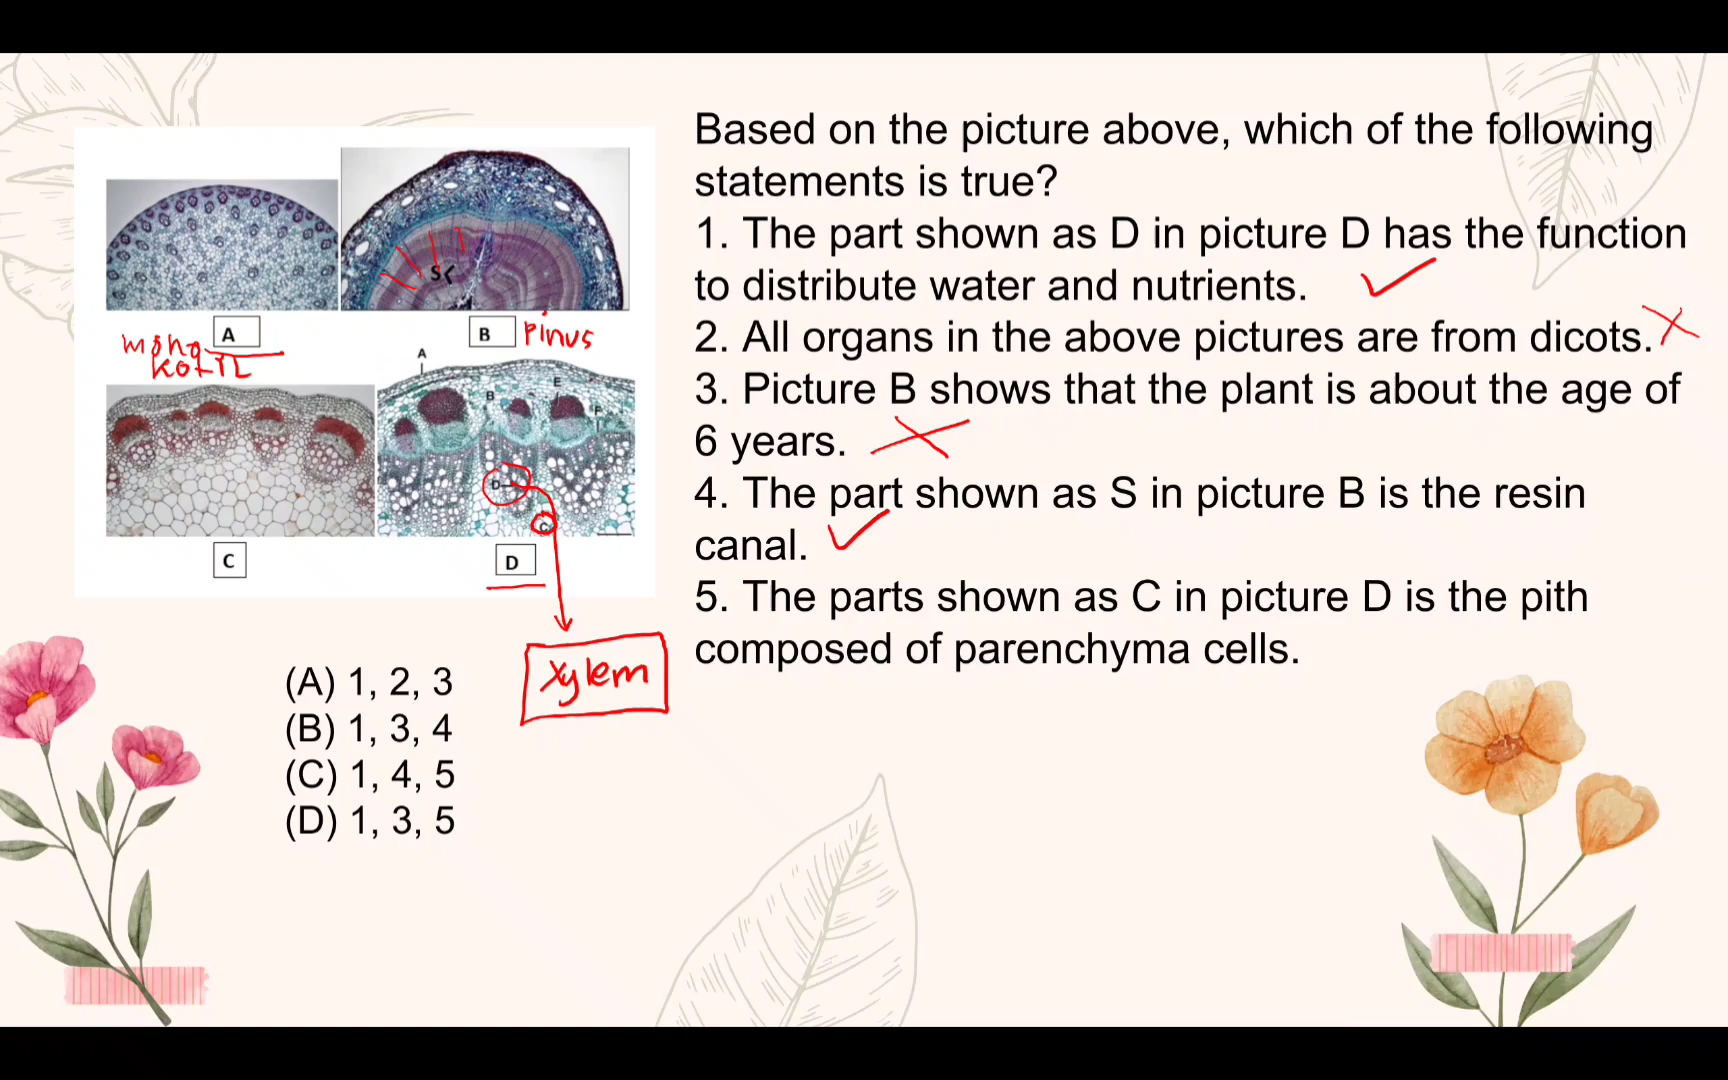 Based on the picture above, which of the following
statements is true?
1. The part shown as D in picture D has the function
to distribute water and nutrients.
2. All organs in the above pictures are from dicots.
3. Picture B shows that the plant is about the age of
6 years.
4. The part shown as S in picture B is the resin
canal.
5. The parts shown as C in picture D is the pith
composed of parenchyma cells.
S
A
B
pinus
mono
KOTIL
A
E
B
F
D
C
C
D
xylem
(A) 1, 2, 3
(B) 1, 3, 4
(C) 1, 4, 5
(D) 1, 3, 5